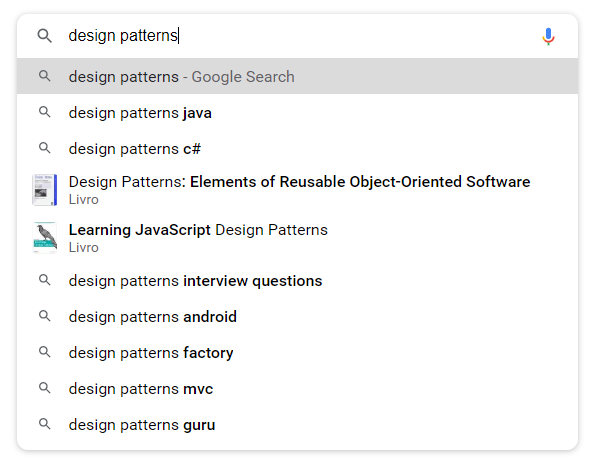 design patterns
design patterns - Google Search
design patterns java
design patterns c#
Design Patterns: Elements of Reusable Object-Oriented Software
Livro
Learning JavaScript Design Patterns
Livro
design patterns interview questions
design patterns android
design patterns factory
design patterns mvc
design patterns guru